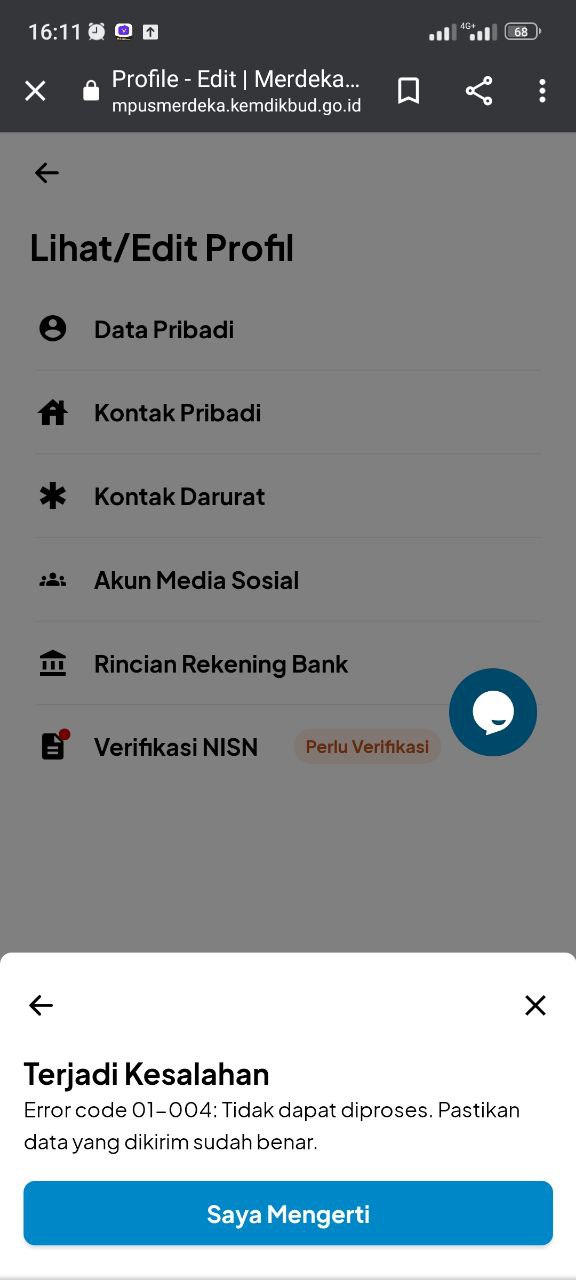 16:11
4G+
68
Profile - Edit | Merdeka...
mpusmerdeka.kemdikbud.go.id
Lihat/Edit Profil
Data Pribadi
Kontak Pribadi
Kontak Darurat
Akun Media Sosial
Rincian Rekening Bank
Verifikasi NISN Perlu Verifikasi
Terjadi Kesalahan
Error code 01-004: Tidak dapat diproses. Pastikan
data yang dikirim sudah benar.
Saya Mengerti